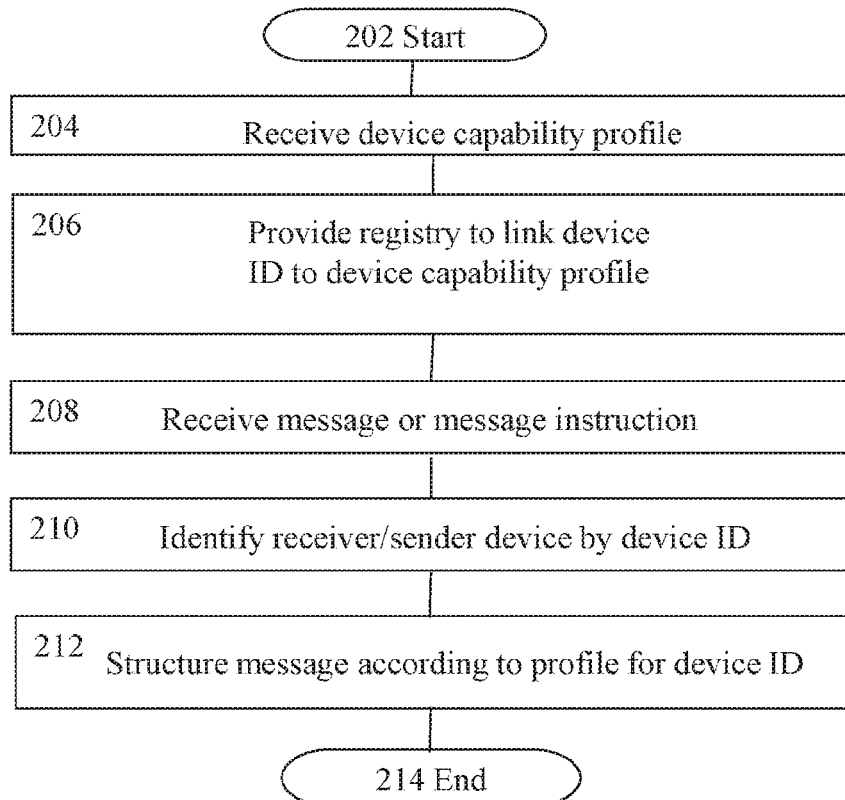 202 Start
204 Receive device capability profile
206 Provide registry to link device
ID to device capability profile
208 Receive message or message instruction
210 Identify receiver/sender device by device ID
212 Structure message according to profile for device ID
214 End